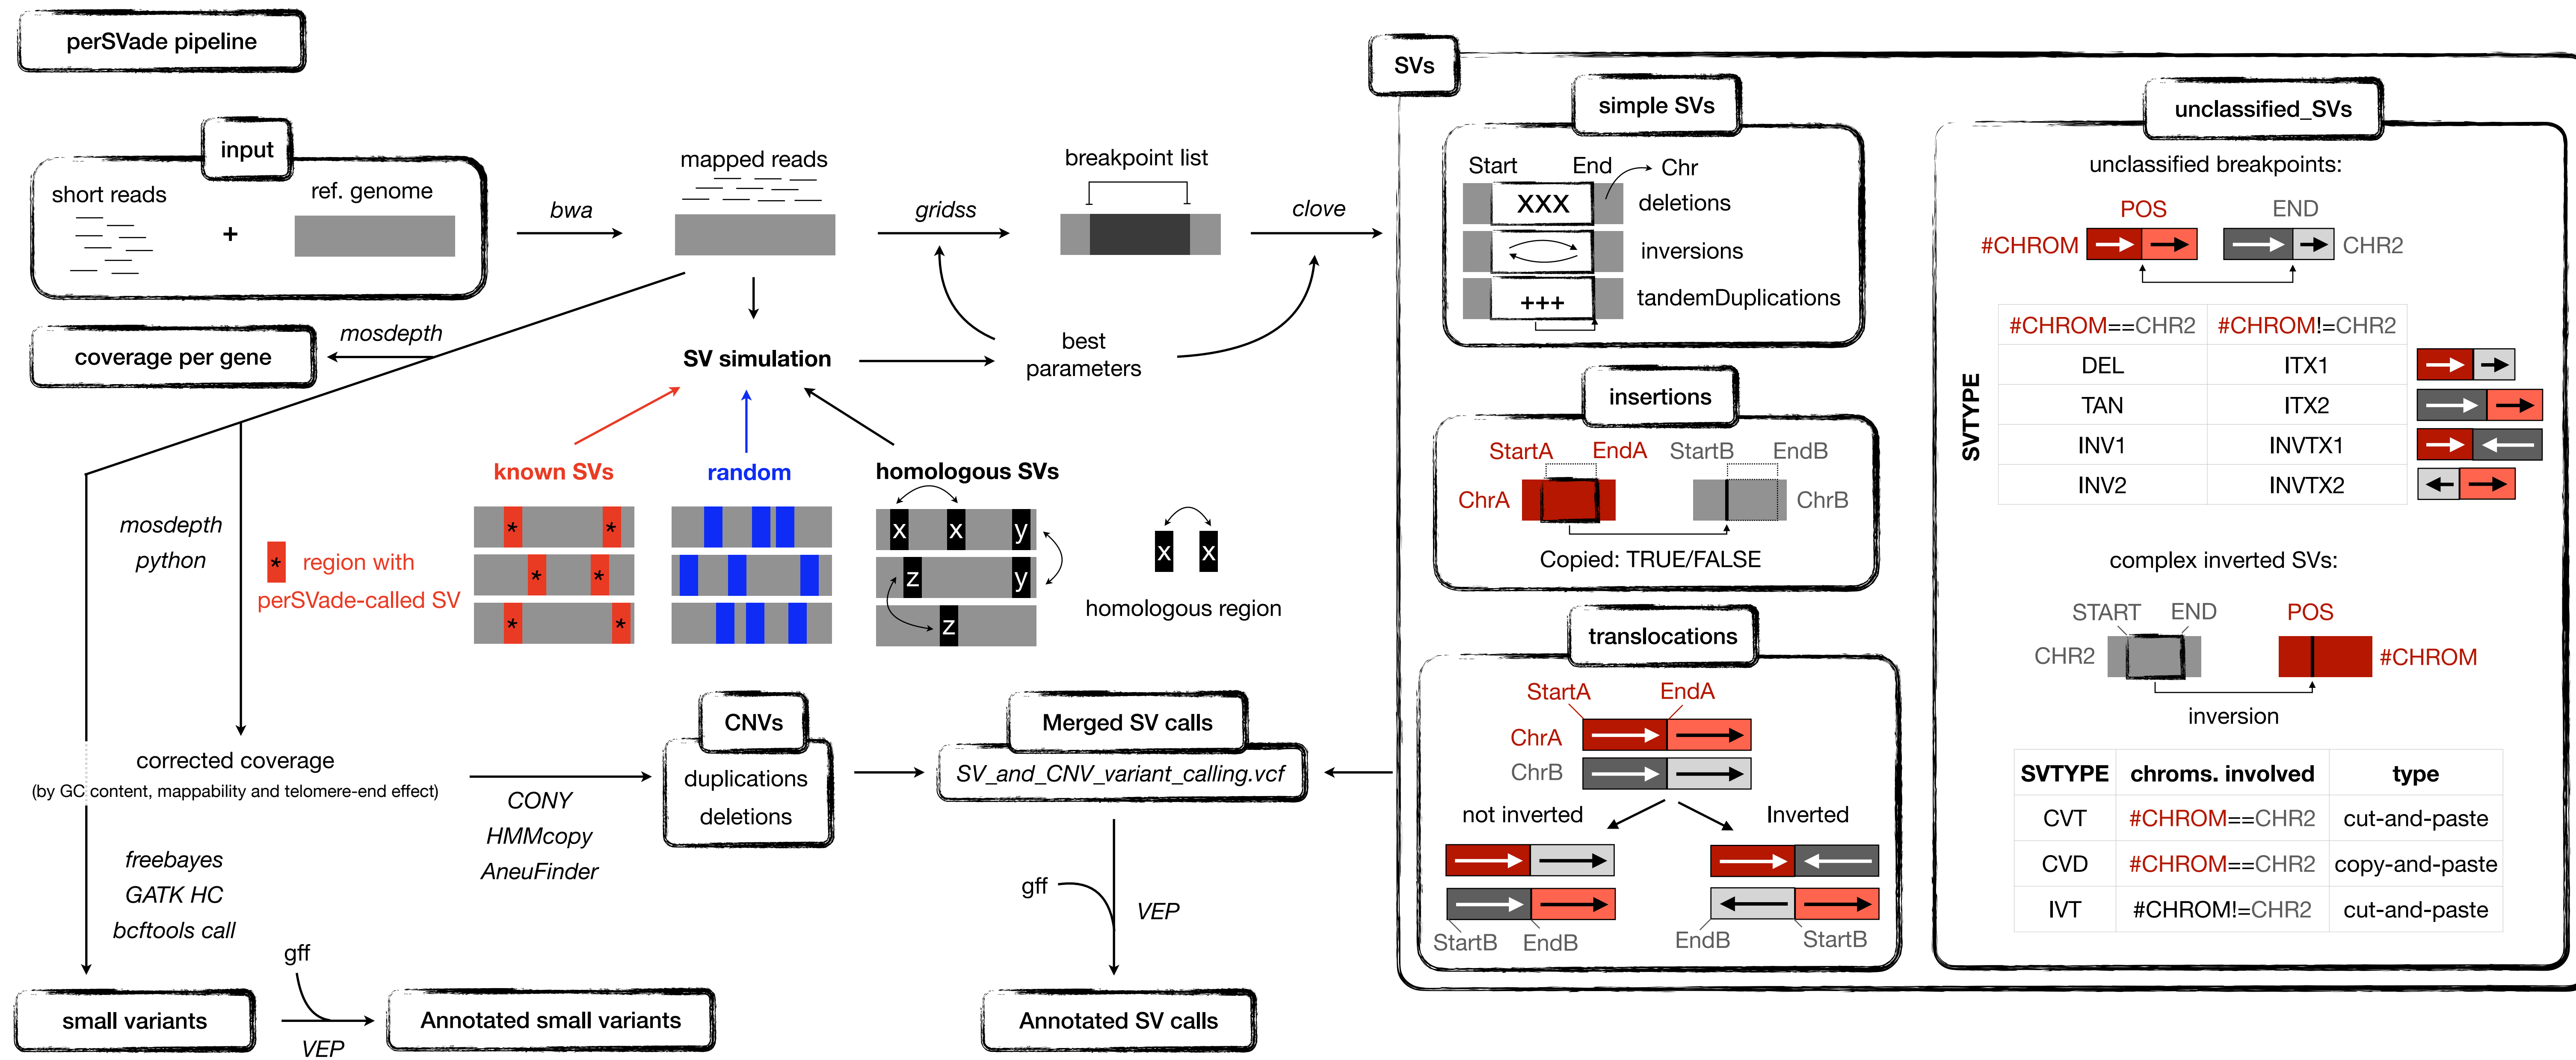 perSVade pipeline
input
short reads
ref. genome
+
bwa
mapped reads
gridss
breakpoint list
clove
coverage per gene
mosdepth
SV simulation
best
parameters
known SVs
random
homologous SVs
* *
* *
* *
x x y
z y
z
x x
homologous region
* region with
perSVade-called SV
mosdepth
python
corrected coverage
(by GC content, mappability and telomere-end effect)
CONY
HMMcopy
AneuFinder
CNVs
duplications
deletions
Merged SV calls
SV_and_CNV_variant_calling.vcf
freebayes
GATK HC
bcftools call
gff
VEP
small variants
Annotated small variants
gff
VEP
Annotated SV calls
SVs
simple SVs
Start End Chr
XXX deletions
inversions
+++ tandemDuplications
insertions
StartA EndA StartB EndB
ChrA ChrB
Copied: TRUE/FALSE
translocations
StartA EndA
ChrA
ChrB
not inverted Inverted
StartB EndB EndB StartB
unclassified_SVs
unclassified breakpoints:
POS END
#CHROM CHR2
SVTYPE
#CHROM==CHR2 #CHROM!=CHR2
DEL ITX1
TAN ITX2
INV1 INVTX1
INV2 INVTX2
complex inverted SVs:
START END POS
CHR2 #CHROM
inversion
SVTYPE chroms. involved type
CVT #CHROM==CHR2 cut-and-paste
CVD #CHROM==CHR2 copy-and-paste
IVT #CHROM!=CHR2 cut-and-paste